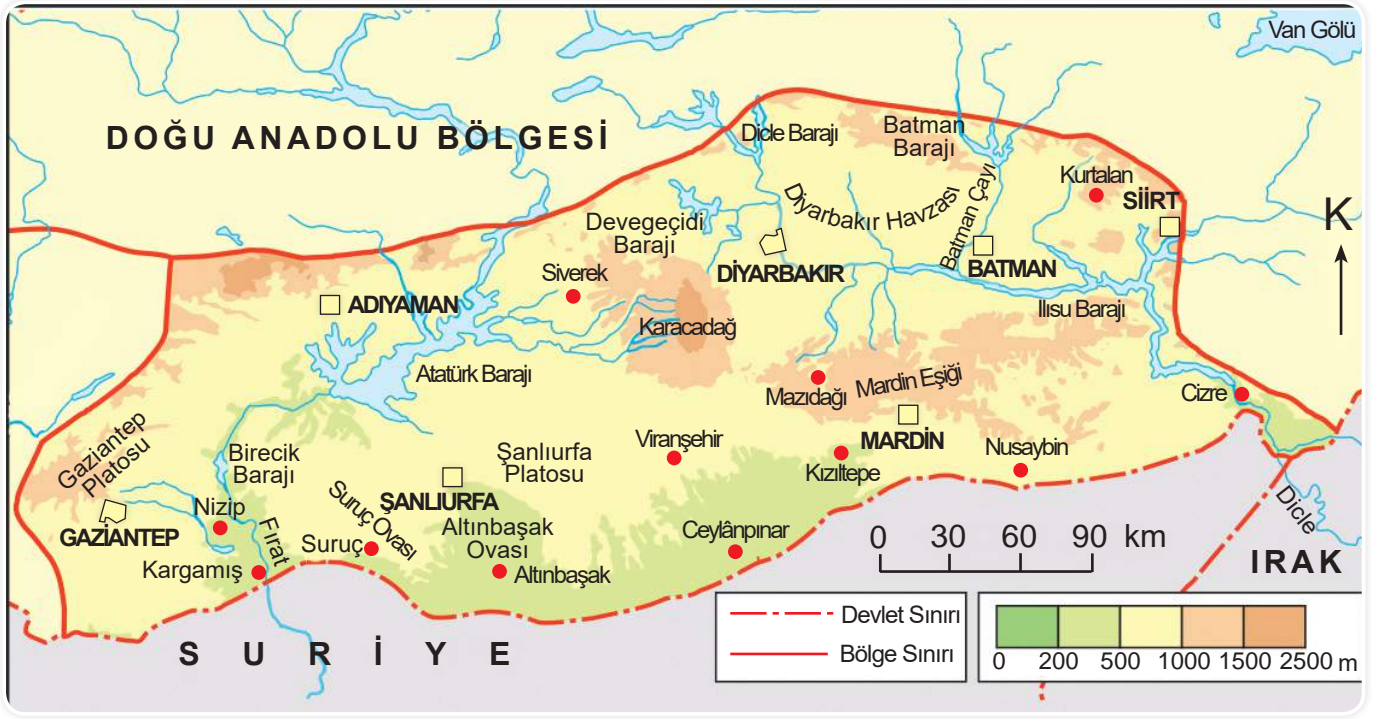 Van Gölü
DOĞU ANADOLU BÖLGESİ
Dicle Barajı
Batman
Barajı
Kurtalan
SİİRT
Diyarbakır Havzası
Batman Çayı
K
Devegeçidi
Barajı
Siverek
DİYARBAKIR
BATMAN
ADIYAMAN
Karacadağ
Ilısu Barajı
Atatürk Barajı
Mazıdağı
Mardin Eşiği
Cizre
Gaziantep
Platosu
Birecik
Barajı
Şanlıurfa
Platosu
Viranşehir
MARDİN
Nusaybin
Kızıltepe
ŞANLIURFA
Nizip
GAZİANTEP
Fırat
Suruç
Suruç Ovası
Altınbaşak
Ovası
Ceylânpınar
Dicle
Kargamış
Altınbaşak
0 30 60 90 km
IRAK
SURİYE
Devlet Sınırı
Bölge Sınırı
0 200 500 1000 1500 2500 m